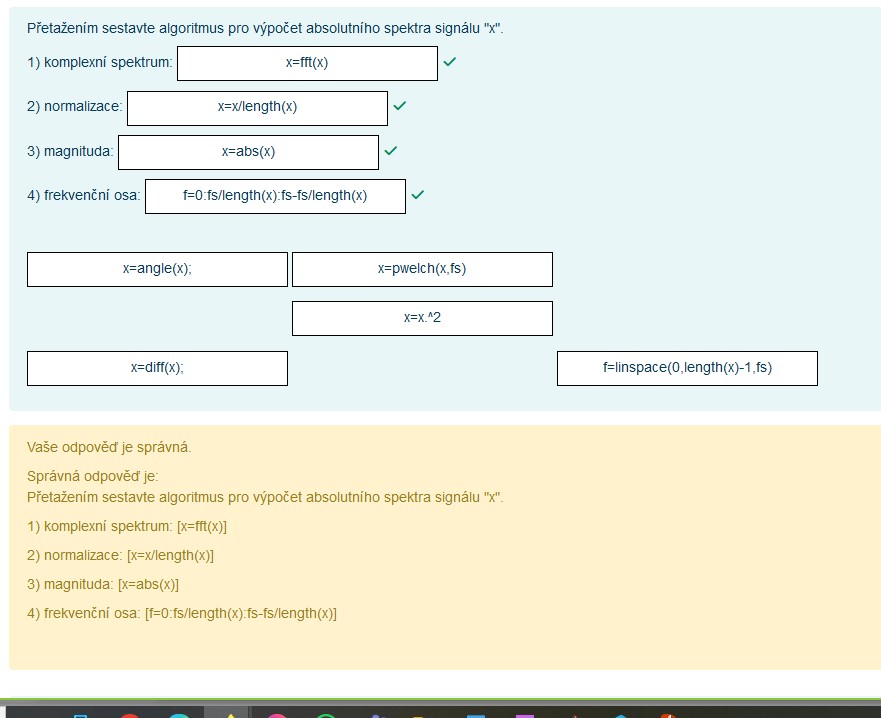 Přetažením sestavte algoritmus pro výpočet absolutního spektra signálu "x".
1) komplexní spektrum: x=fft(x)
2) normalizace: x=x/length(x)
3) magnituda: x=abs(x)
4) frekvenční osa: f=0:fs/length(x):fs-fs/length(x)
x=angle(x); x=pwelch(x,fs)
x=x.^2
x=diff(x); f=linspace(0,length(x)-1,fs)
Vaše odpověď je správná.
Správná odpověď je:
Přetažením sestavte algoritmus pro výpočet absolutního spektra signálu "x".
1) komplexní spektrum: [x=fft(x)]
2) normalizace: [x=x/length(x)]
3) magnituda: [x=abs(x)]
4) frekvenční osa: [f=0:fs/length(x):fs-fs/length(x)]